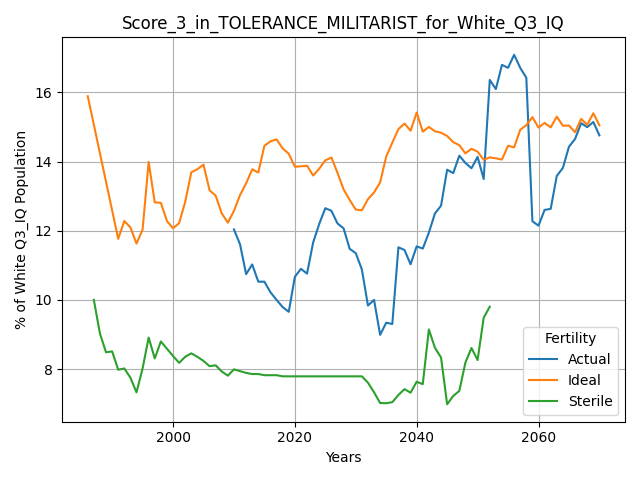 Score_3_in_TOLERANCE_MILITARIST_for_White_Q3_IQ
% of White Q3_IQ Population
16
14
12
10
8
2000 2020 2040 2060
Years
Fertility
Actual
Ideal
Sterile